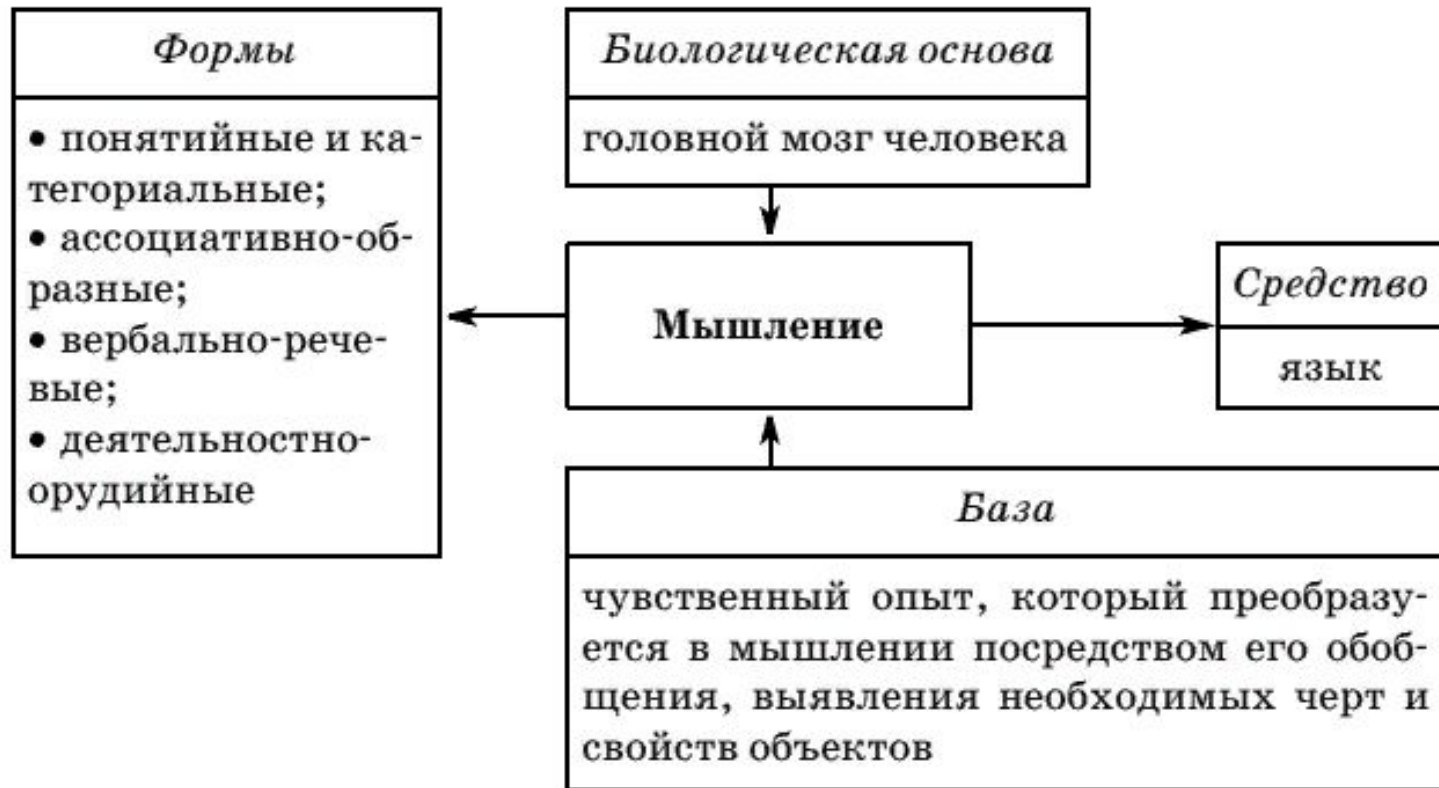 Формы
• понятийные и ка-
тегориальные;
• ассоциативно-об-
разные;
• вербально-рече-
вые;
• деятельностно-
орудийные
Биологическая основа
головной мозг человека
Мышление
Средство
язык
База
чувственный опыт, который преобразу-
ется в мышлении посредством его обоб-
щения, выявления необходимых черт и
свойств объектов